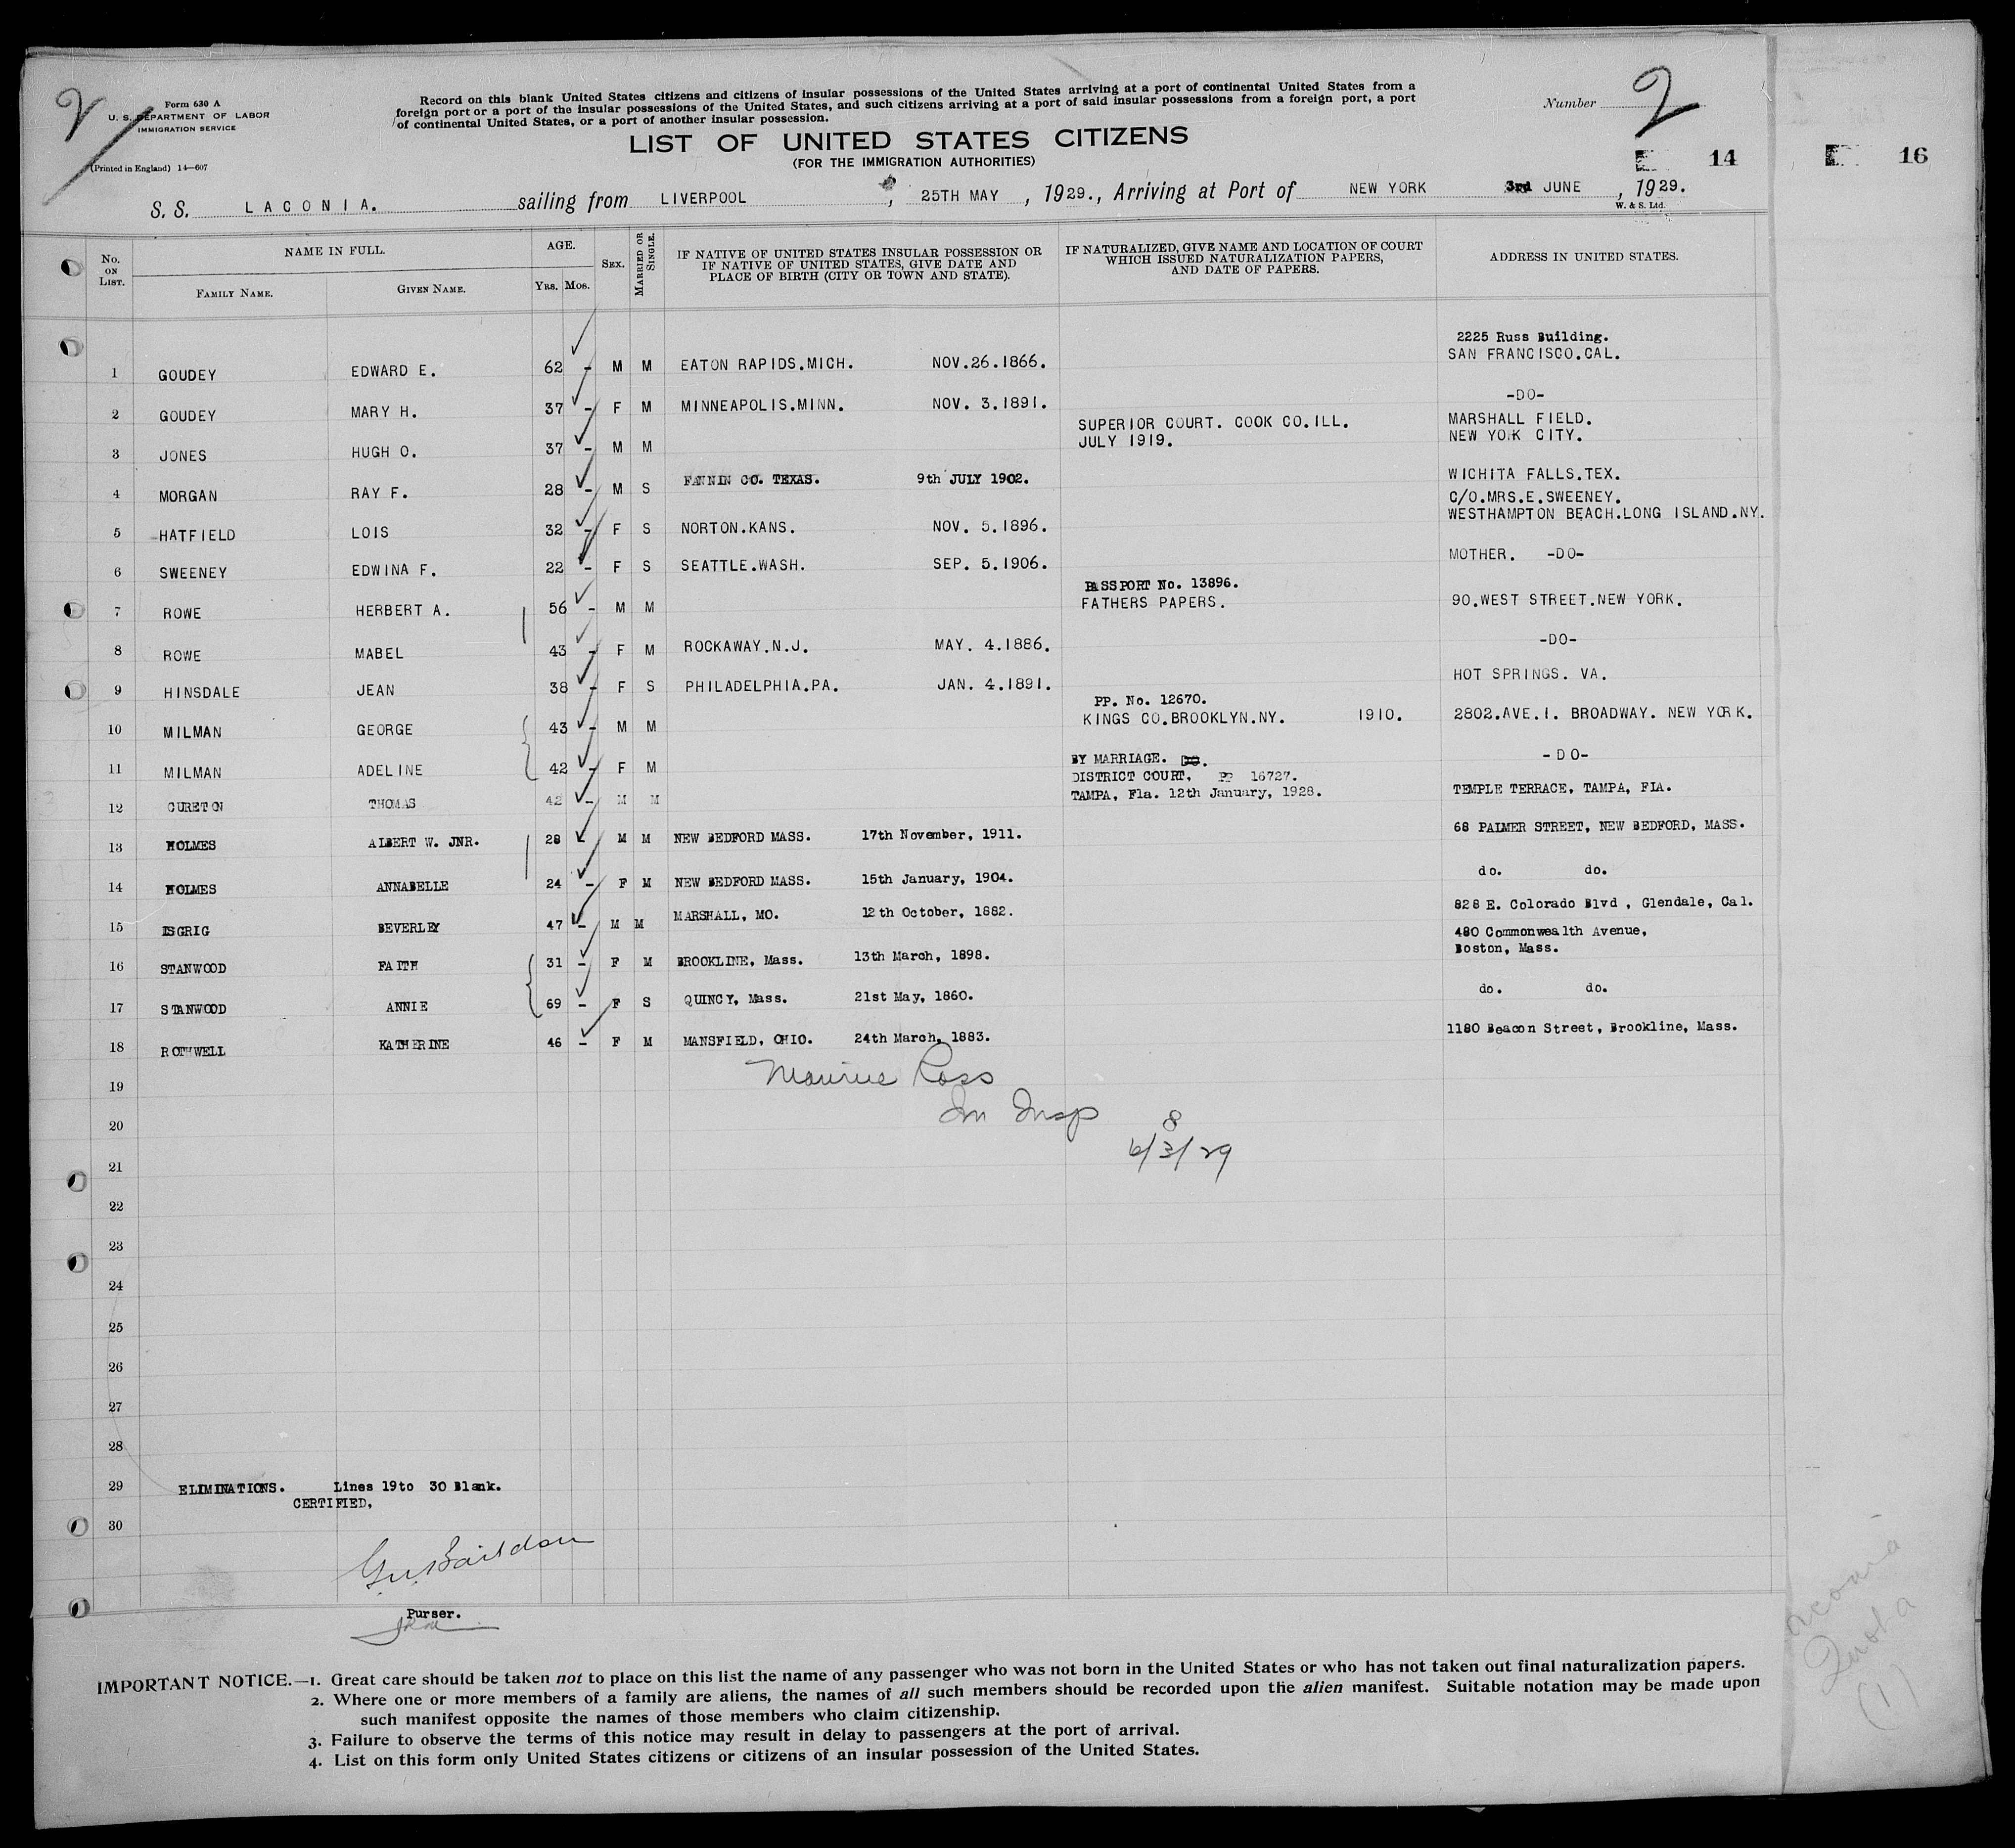 2
Form 630 A
U. S. DEPARTMENT OF LABOR
IMMIGRATION SERVICE
(Printed in England) 14—607
Record on this blank United States citizens and citizens of insular possessions of the United States arriving at a port of continental United States from a
foreign port or a port of the insular possessions of the United States, and such citizens arriving at a port of said insular possessions from a foreign port, a port
of continental United States, or a port of another insular possession.
LIST OF UNITED STATES CITIZENS
(FOR THE IMMIGRATION AUTHORITIES)
Number 2
14
16
S. S. LACONIA. sailing from LIVERPOOL , 25TH MAY , 1929., Arriving at Port of NEW YORK 3rd JUNE , 1929.
W. & S. Ltd.
No. ON LIST. NAME IN FULL. AGE. SEX. MARRIED OR SINGLE. IF NATIVE OF UNITED STATES INSULAR POSSESSION OR IF NATIVE OF UNITED STATES, GIVE DATE AND PLACE OF BIRTH (CITY OR TOWN AND STATE). IF NATURALIZED, GIVE NAME AND LOCATION OF COURT WHICH ISSUED NATURALIZATION PAPERS, AND DATE OF PAPERS. ADDRESS IN UNITED STATES.
FAMILY NAME. GIVEN NAME. YRS. MOS.
2225 Russ Building.
1 GOUDEY EDWARD E. 62 - M M EATON RAPIDS.MICH. NOV.26.1866. SAN FRANCISCO.CAL.
2 GOUDEY MARY H. 37 - F M MINNEAPOLIS.MINN. NOV. 3.1891. -DO-
SUPERIOR COURT. COOK CO.ILL. MARSHALL FIELD.
3 JONES HUGH O. 37 - M M JULY 1919. NEW YORK CITY.
4 MORGAN RAY F. 28 - M S FANNIN CO. TEXAS. 9th JULY 1902. WICHITA FALLS.TEX.
C/O.MRS.E.SWEENEY.
5 HATFIELD LOIS 32 - F S NORTON.KANS. NOV. 5.1896. WESTHAMPTON BEACH.LONG ISLAND.NY.
6 SWEENEY EDWINA F. 22 - F S SEATTLE.WASH. SEP. 5.1906. MOTHER. -DO-
PASSPORT No. 13896.
7 ROWE HERBERT A. 56 - M M FATHERS PAPERS. 90.WEST STREET.NEW YORK.
8 ROWE MABEL 43 - F M ROCKAWAY.N.J. MAY. 4.1886. -DO-
9 HINSDALE JEAN 38 - F S PHILADELPHIA.PA. JAN. 4.1891. HOT SPRINGS. VA.
PP. No. 12670.
10 MILMAN GEORGE 43 - M M KINGS CO.BROOKLYN.NY. 1910. 2802.AVE.I. BROADWAY. NEW YORK.
11 MILMAN ADELINE 42 - F M BY MARRIAGE. -DO-
DISTRICT COURT, PP 16727.
12 CURETON THOMAS 42 - M M TAMPA, Fla. 12th January, 1928. TEMPLE TERRACE, TAMPA, FLA.
13 HOLMES ALBERT W. JNR. 28 M M NEW BEDFORD MASS. 17th November, 1911. 68 PALMER STREET, NEW BEDFORD, MASS.
14 HOLMES ANNABELLE 24 - F M NEW BEDFORD MASS. 15th January, 1904. do. do.
15 ISGRIG BEVERLEY 47 - M M MARSHALL, MO. 12th October, 1882. 828 E. Colorado Blvd , Glendale, Cal.
480 Commonwealth Avenue,
16 STANWOOD FAITH 31 - F M BROOKLINE, Mass. 13th March, 1898. Boston, Mass.
17 STANWOOD ANNIE 69 - F S QUINCY, Mass. 21st May, 1860. do. do.
18 ROTHWELL KATHERINE 46 - F M MANSFIELD, OHIO. 24th March, 1883. 1180 Beacon Street, Brookline, Mass.
19 Maurice Ross
20 Im Insp 8
21 6/3/29
22
23
24
25
26
27
28
29 ELIMINATIONS. Lines 19to 30 Blank.
CERTIFIED,
30
Purser.
IMPORTANT NOTICE.—1. Great care should be taken not to place on this list the name of any passenger who was not born in the United States or who has not taken out final naturalization papers.
2. Where one or more members of a family are aliens, the names of all such members should be recorded upon the alien manifest. Suitable notation may be made upon
such manifest opposite the names of those members who claim citizenship.
3. Failure to observe the terms of this notice may result in delay to passengers at the port of arrival.
4. List on this form only United States citizens or citizens of an insular possession of the United States.
(1)